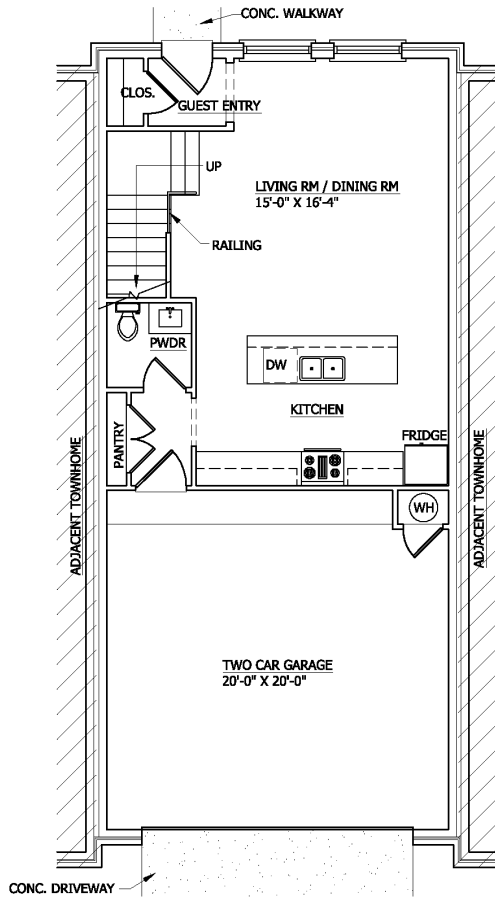 CONC. WALKWAY
CLOS.
GUEST ENTRY
UP
LIVING RM / DINING RM
15'-0" X 16'-4"
RAILING
PWDR
DW
KITCHEN
PANTRY
FRIDGE
WH
ADJACENT TOWNHOME
ADJACENT TOWNHOME
TWO CAR GARAGE
20'-0" X 20'-0"
CONC. DRIVEWAY